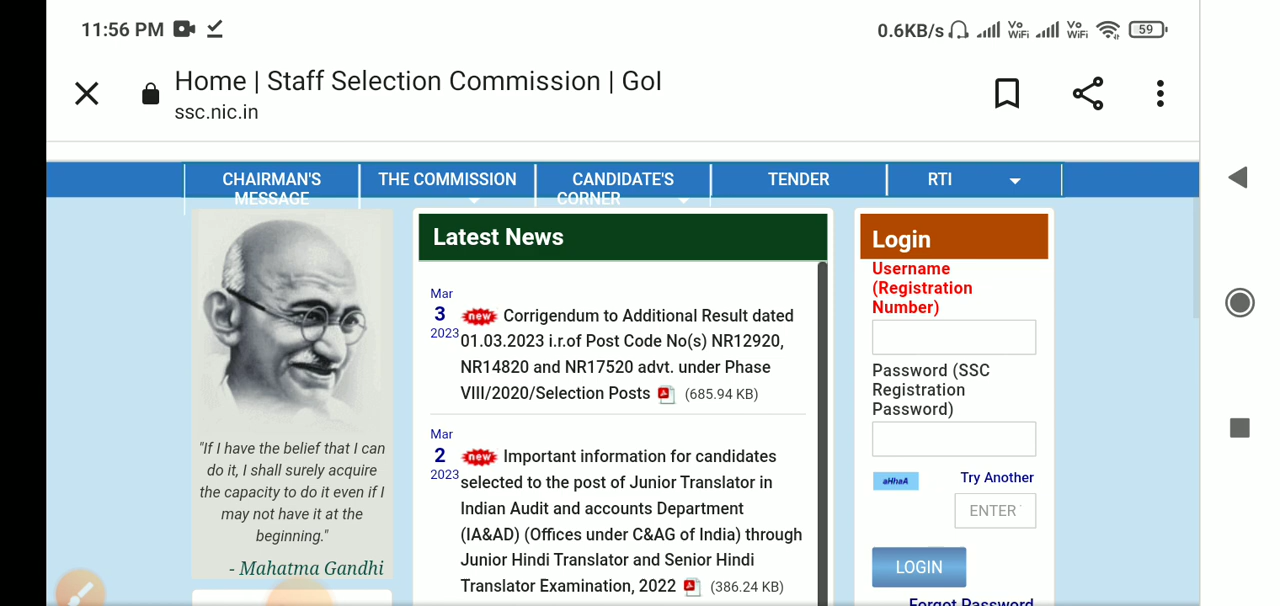 11:56 PM
0.6KB/s Vo WiFi Vo WiFi 59
Home | Staff Selection Commission | GoI
ssc.nic.in
CHAIRMAN'S MESSAGE
THE COMMISSION
CANDIDATE'S CORNER
TENDER
RTI
"If I have the belief that I can
do it, I shall surely acquire
the capacity to do it even if I
may not have it at the
beginning."
- Mahatma Gandhi
Latest News
Mar
3
2023
new Corrigendum to Additional Result dated
01.03.2023 i.r.of Post Code No(s) NR12920,
NR14820 and NR17520 advt. under Phase
VIII/2020/Selection Posts (685.94 KB)
Mar
2
2023
new Important information for candidates
selected to the post of Junior Translator in
Indian Audit and accounts Department
(IA&AD) (Offices under C&AG of India) through
Junior Hindi Translator and Senior Hindi
Translator Examination, 2022 (386.24 KB)
Login
Username
(Registration
Number)
Password (SSC
Registration
Password)
aHhaA
Try Another
ENTER
LOGIN
Forgot Password